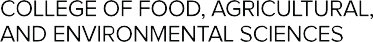 COLLEGE OF FOOD, AGRICULTURAL,
AND ENVIRONMENTAL SCIENCES